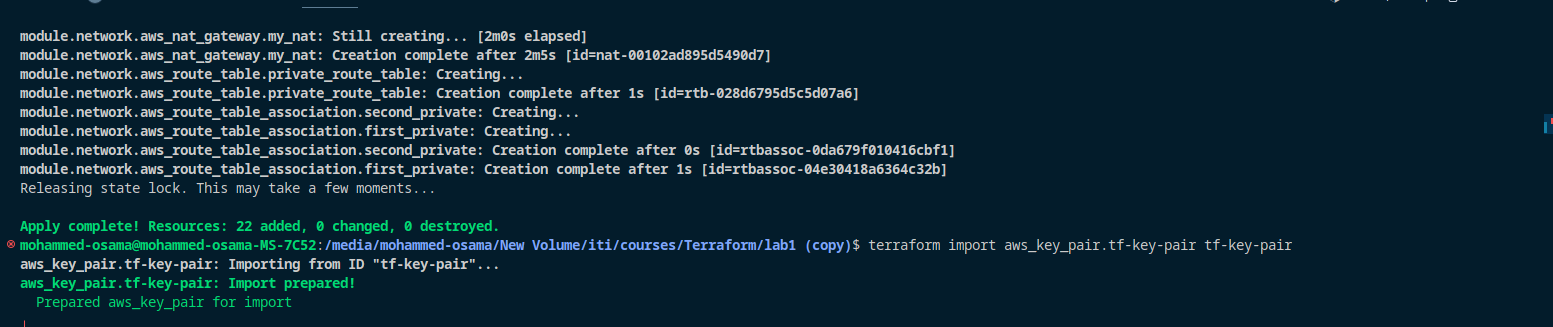 module.network.aws_nat_gateway.my_nat: Still creating... [2m0s elapsed]
module.network.aws_nat_gateway.my_nat: Creation complete after 2m5s [id=nat-00102ad895d5490d7]
module.network.aws_route_table.private_route_table: Creating...
module.network.aws_route_table.private_route_table: Creation complete after 1s [id=rtb-028d6795d5c5d07a6]
module.network.aws_route_table_association.second_private: Creating...
module.network.aws_route_table_association.first_private: Creating...
module.network.aws_route_table_association.second_private: Creation complete after 0s [id=rtbassoc-0da679f010416cbf1]
module.network.aws_route_table_association.first_private: Creation complete after 1s [id=rtbassoc-04e30418a6364c32b]
Releasing state lock. This may take a few moments...
Apply complete! Resources: 22 added, 0 changed, 0 destroyed.
mohammed-osama@mohammed-osama-MS-7C52:/media/mohammed-osama/New Volume/iti/courses/Terraform/lab1 (copy)$ terraform import aws_key_pair.tf-key-pair tf-key-pair
aws_key_pair.tf-key-pair: Importing from ID "tf-key-pair"...
aws_key_pair.tf-key-pair: Import prepared!
Prepared aws_key_pair for import